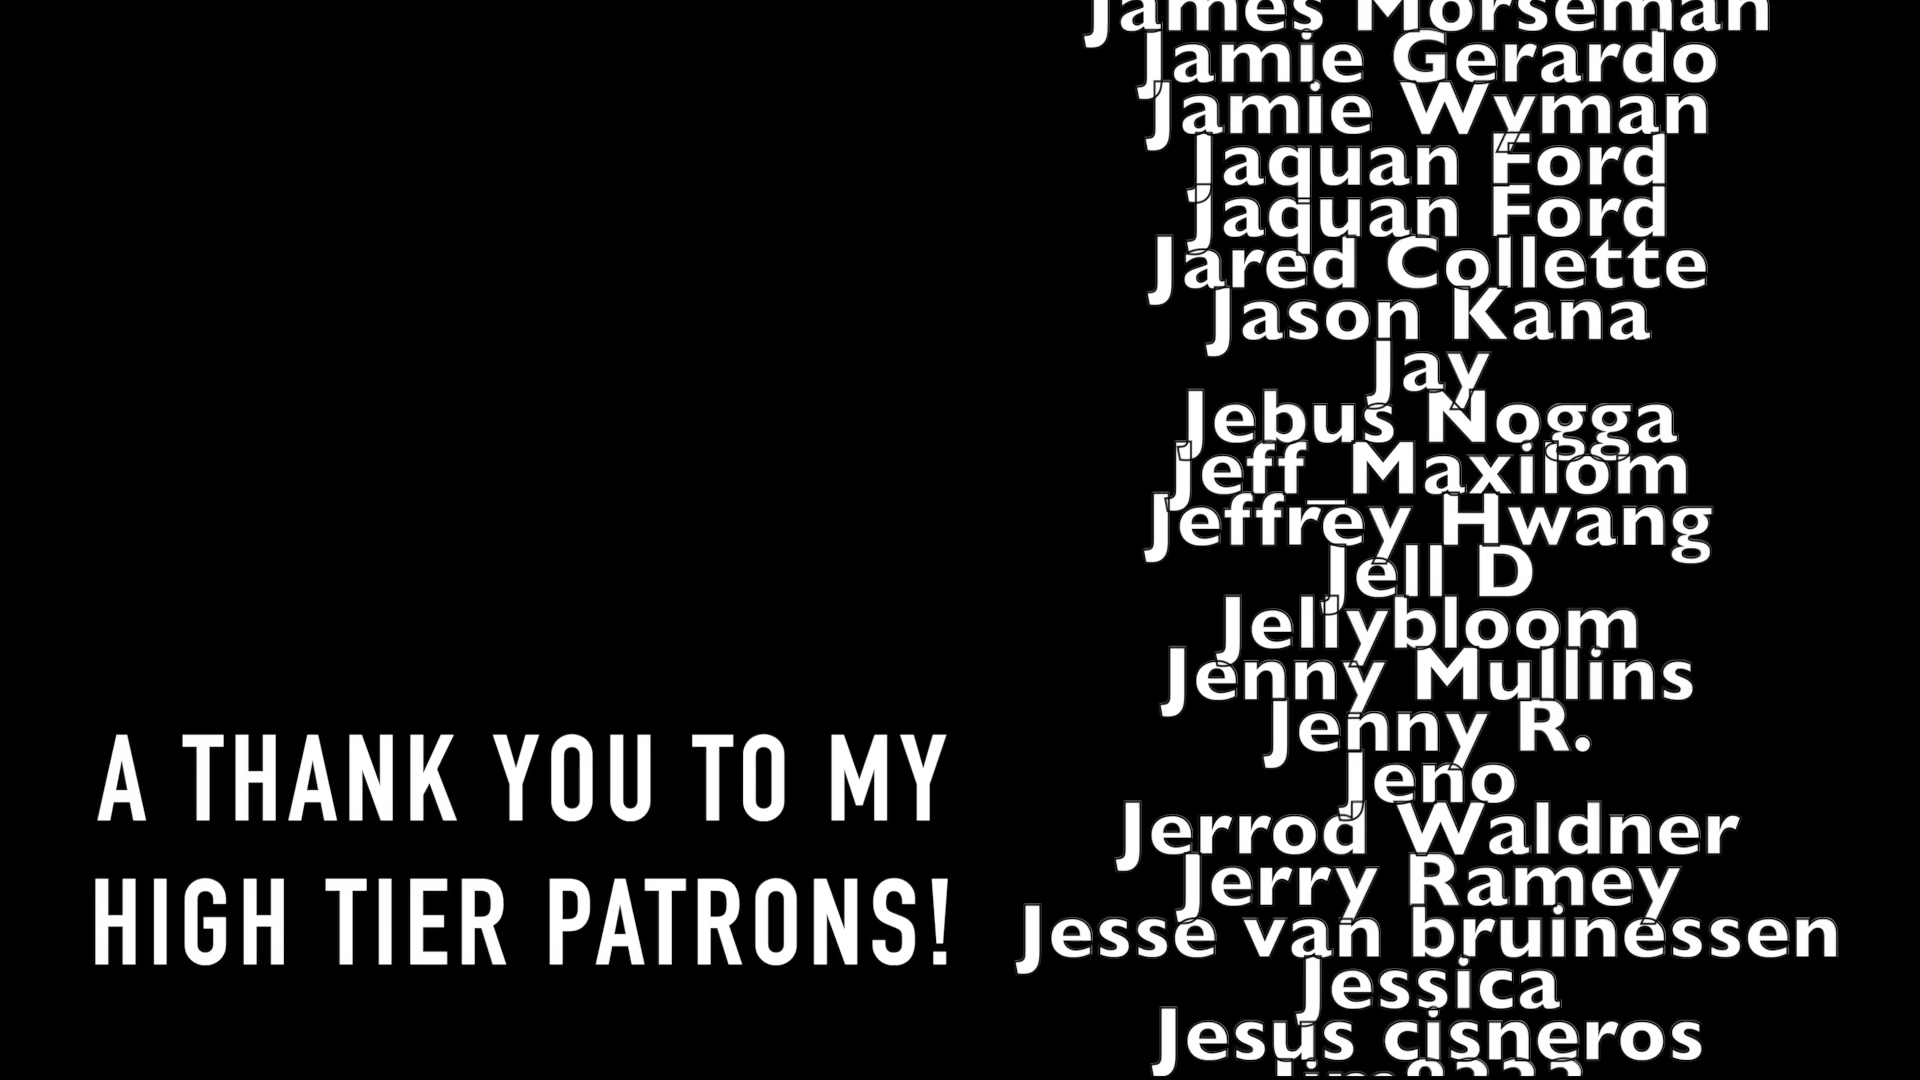 A THANK YOU TO MY
HIGH TIER PATRONS!
James Morseman
Jamie Gerardo
Jamie Wyman
Jaquan Ford
Jaquan Ford
Jared Collette
Jason Kana
Jay
Jebus Nogga
Jeff_Maxilom
Jeffrey Hwang
Jell D
Jellybloom
Jenny Mullins
Jenny R.
Jeno
Jerrod Waldner
Jerry Ramey
Jesse van bruinessen
Jessica
Jesus cisneros